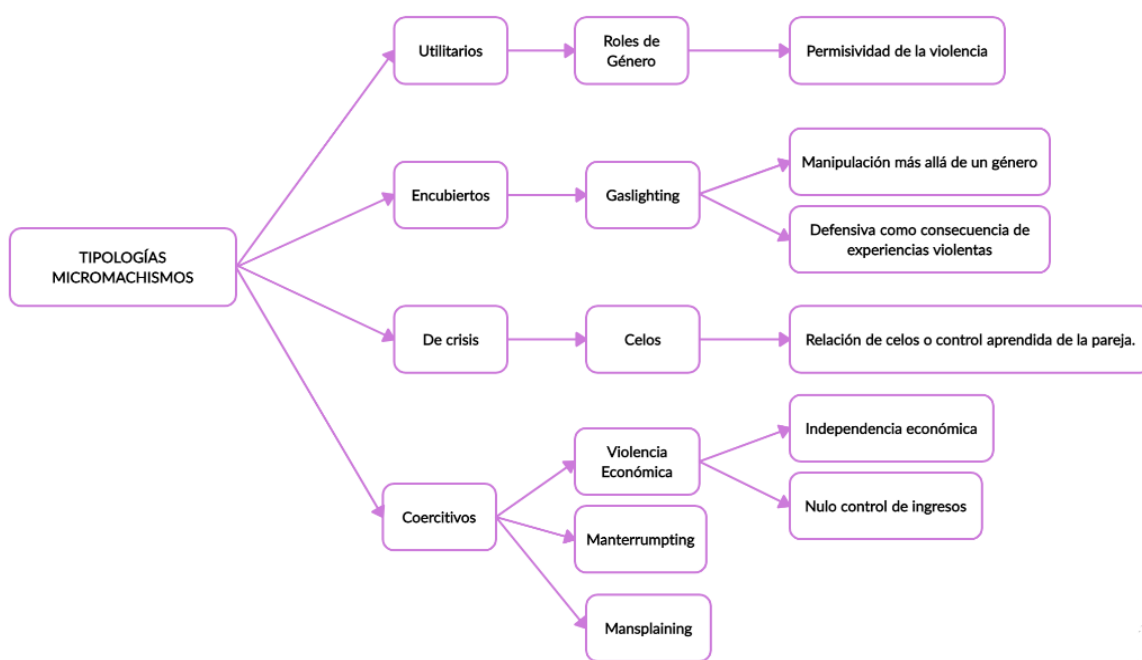 TIPOLOGÍAS
MICROMACHISMOS
Utilitarios
Roles de
Género
Permisividad de la violencia
Encubiertos
Gaslighting
Manipulación más allá de un género
Defensiva como consecuencia de
experiencias violentas
De crisis
Celos
Relación de celos o control aprendida de la pareja.
Coercitivos
Violencia
Económica
Independencia económica
Nulo control de ingresos
Manterrumpting
Mansplaining